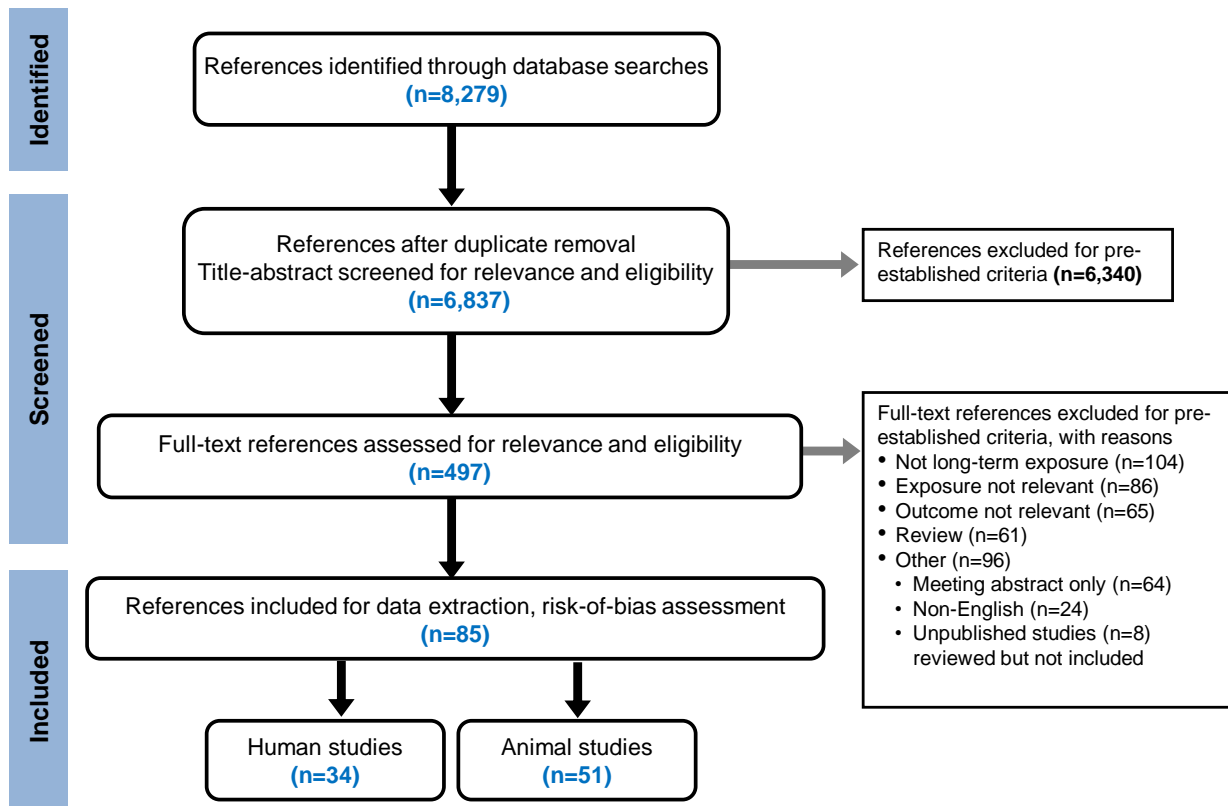 Identified
References identified through database searches
(n=8,279)
Screened
References after duplicate removal
Title-abstract screened for relevance and eligibility
(n=6,837)
References excluded for pre-
established criteria (n=6,340)
Full-text references assessed for relevance and eligibility
(n=497)
Full-text references excluded for pre-
established criteria, with reasons
• Not long-term exposure (n=104)
• Exposure not relevant (n=86)
• Outcome not relevant (n=65)
• Review (n=61)
• Other (n=96)
• Meeting abstract only (n=64)
• Non-English (n=24)
• Unpublished studies (n=8)
reviewed but not included
Included
References included for data extraction, risk-of-bias assessment
(n=85)
Human studies
(n=34)
Animal studies
(n=51)